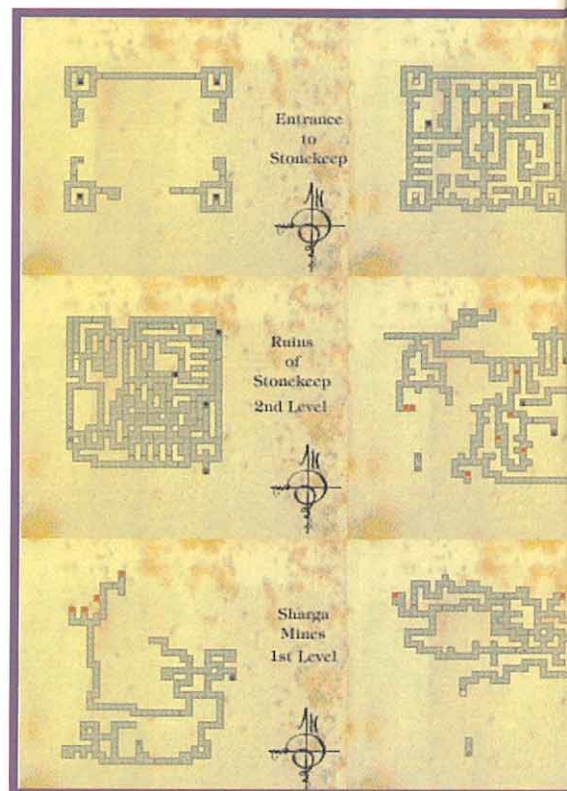 Entrance
to
Stonekeep
Ruins
of
Stonekeep
2nd Level
Sharga
Mines
1st Level